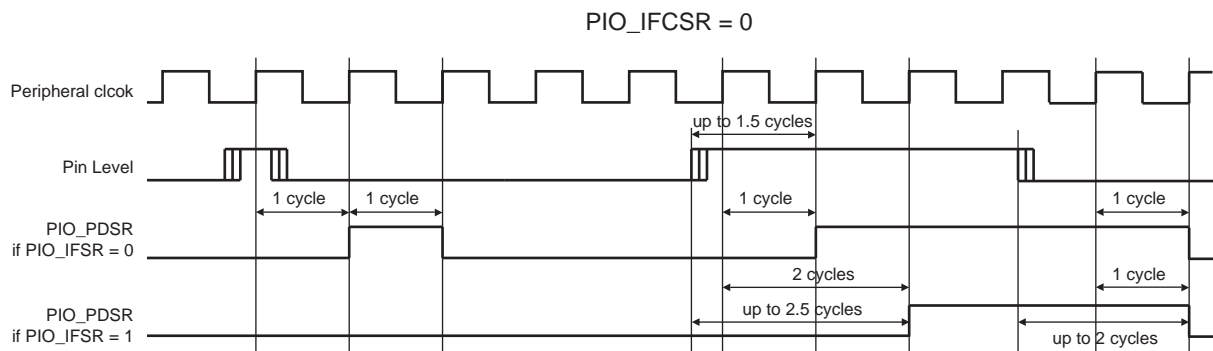 PIO_IFCSR = 0
Peripheral clcok
up to 1.5 cycles
Pin Level
1 cycle 1 cycle 1 cycle 1 cycle
PIO_PDSR
if PIO_IFSR = 0
2 cycles 1 cycle
PIO_PDSR
if PIO_IFSR = 1
up to 2.5 cycles up to 2 cycles